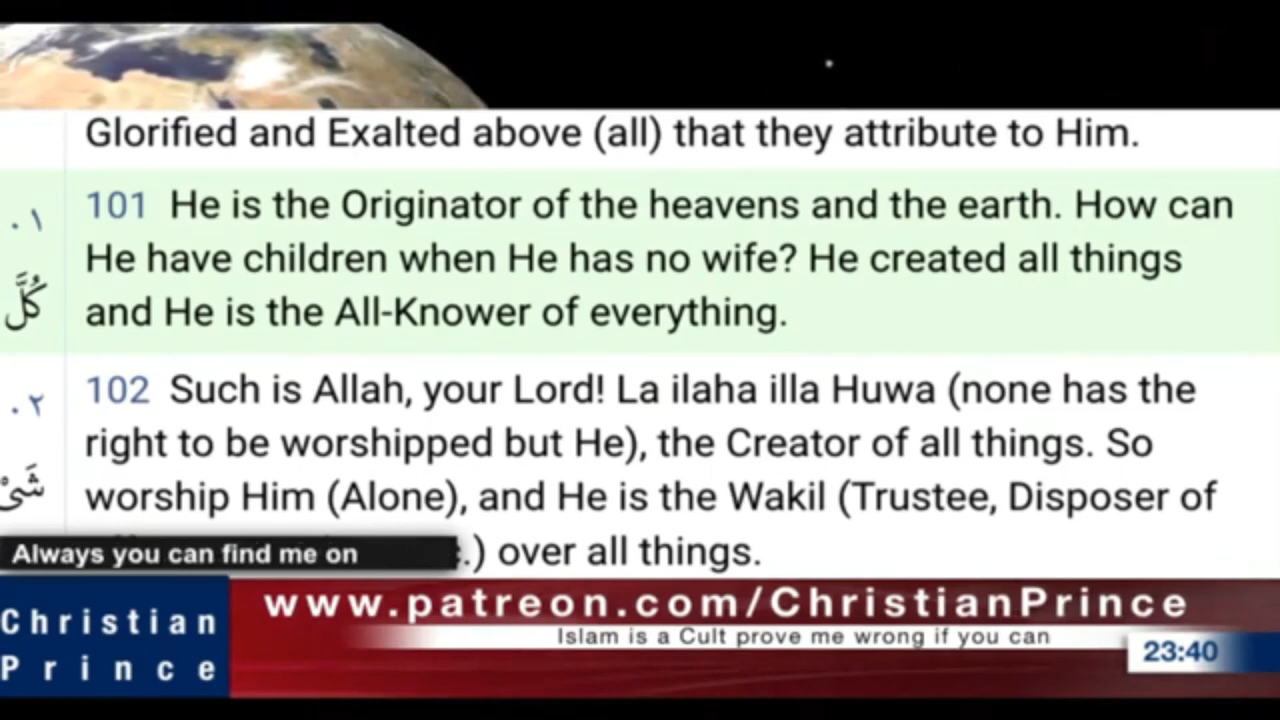 Glorified and Exalted above (all) that they attribute to Him.
101 He is the Originator of the heavens and the earth. How can
He have children when He has no wife? He created all things
and He is the All-Knower of everything.
٠١
كُلَّ
102 Such is Allah, your Lord! La ilaha illa Huwa (none has the
right to be worshipped but He), the Creator of all things. So
worship Him (Alone), and He is the Wakil (Trustee, Disposer of
.) over all things.
٠٢
Always you can find me on
Christian
Prince
www.patreon.com/ChristianPrince
Islam is a Cult prove me wrong if you can
23:40